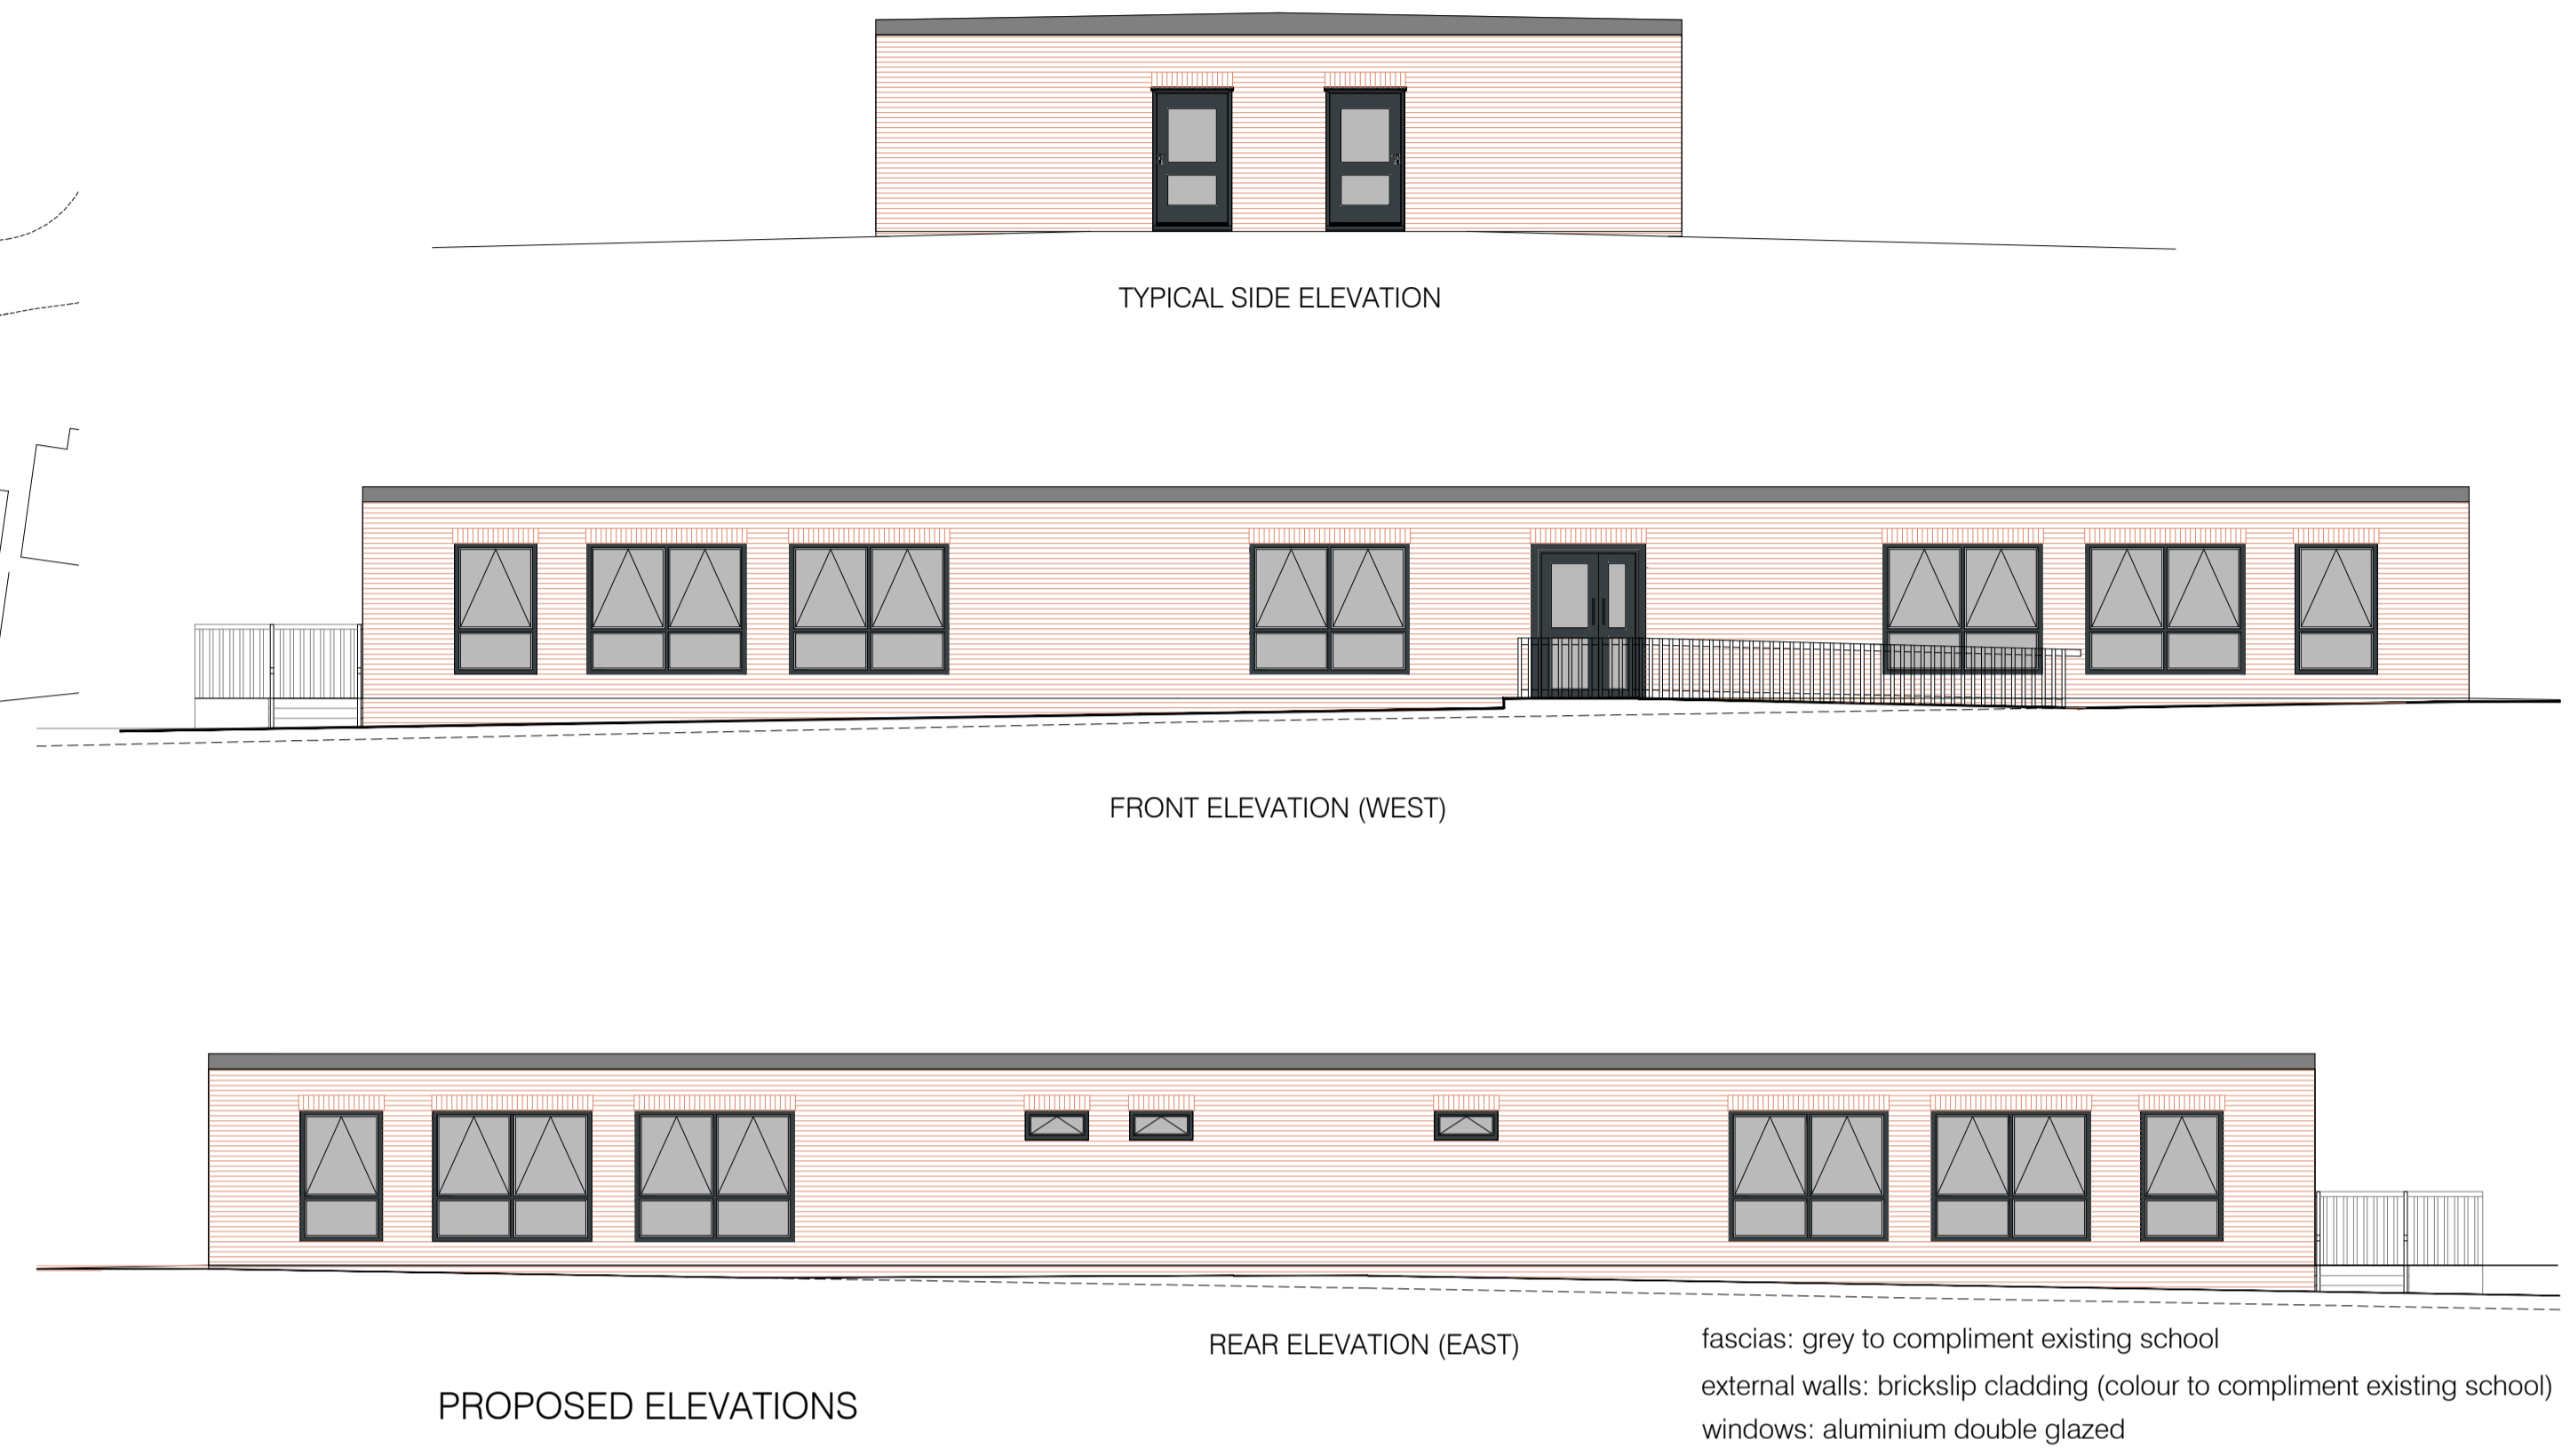 TYPICAL SIDE ELEVATION
FRONT ELEVATION (WEST)
REAR ELEVATION (EAST)
fascias: grey to compliment existing school
external walls: brickslip cladding (colour to compliment existing school)
windows: aluminium double glazed
PROPOSED ELEVATIONS